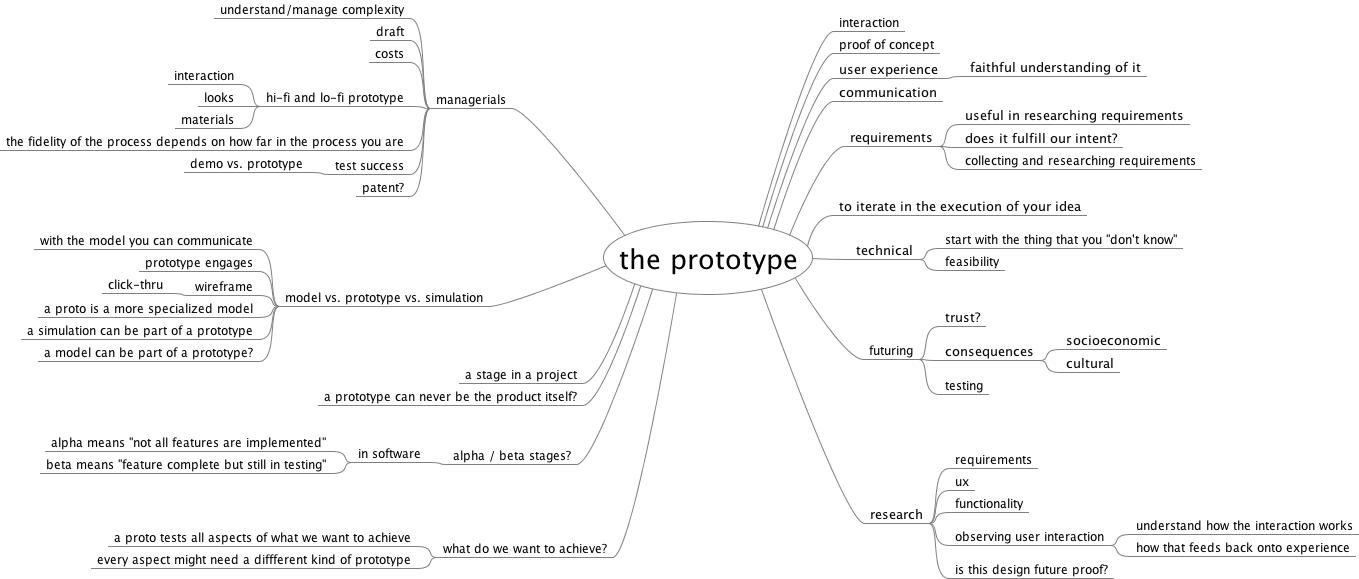 the prototype
understand/manage complexity
draft
costs
interaction
looks
materials
hi-fi and lo-fi prototype
managerials
the fidelity of the process depends on how far in the process you are
demo vs. prototype
test success
patent?
with the model you can communicate
prototype engages
click-thru
wireframe
a proto is a more specialized model
a simulation can be part of a prototype
a model can be part of a prototype?
model vs. prototype vs. simulation
a stage in a project
a prototype can never be the product itself?
alpha means "not all features are implemented"
beta means "feature complete but still in testing"
in software
alpha / beta stages?
a proto tests all aspects of what we want to achieve
every aspect might need a diffferent kind of prototype
what do we want to achieve?
interaction
proof of concept
user experience
faithful understanding of it
communication
requirements
useful in researching requirements
does it fulfill our intent?
collecting and researching requirements
to iterate in the execution of your idea
technical
start with the thing that you "don't know"
feasibility
futuring
trust?
consequences
socioeconomic
cultural
testing
research
requirements
ux
functionality
observing user interaction
understand how the interaction works
how that feeds back onto experience
is this design future proof?